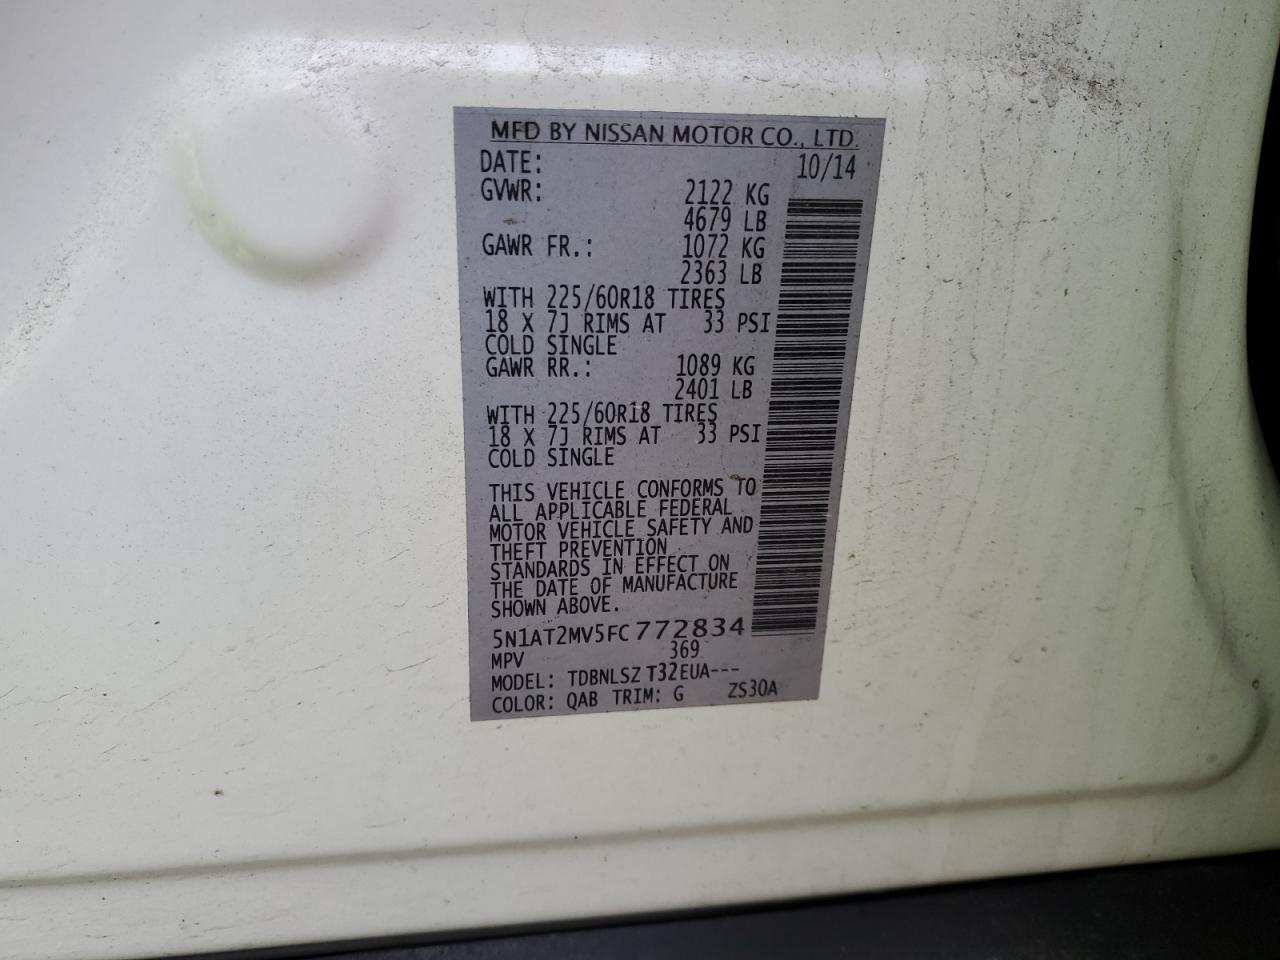 MFD BY NISSAN MOTOR CO., LTD.
DATE: 10/14
GVWR: 2122 KG
4679 LB
GAWR FR.: 1072 KG
2363 LB
WITH 225/60R18 TIRES
18 X 7J RIMS AT 33 PSI
COLD SINGLE
GAWR RR.: 1089 KG
2401 LB
WITH 225/60R18 TIRES
18 X 7J RIMS AT 33 PSI
COLD SINGLE
THIS VEHICLE CONFORMS TO
ALL APPLICABLE FEDERAL
MOTOR VEHICLE SAFETY AND
THEFT PREVENTION
STANDARDS IN EFFECT ON
THE DATE OF MANUFACTURE
SHOWN ABOVE.
5N1AT2MV5FC772834
MPV 369
MODEL: TDBNLSZ T32EUA---
COLOR: QAB TRIM: G ZS30A